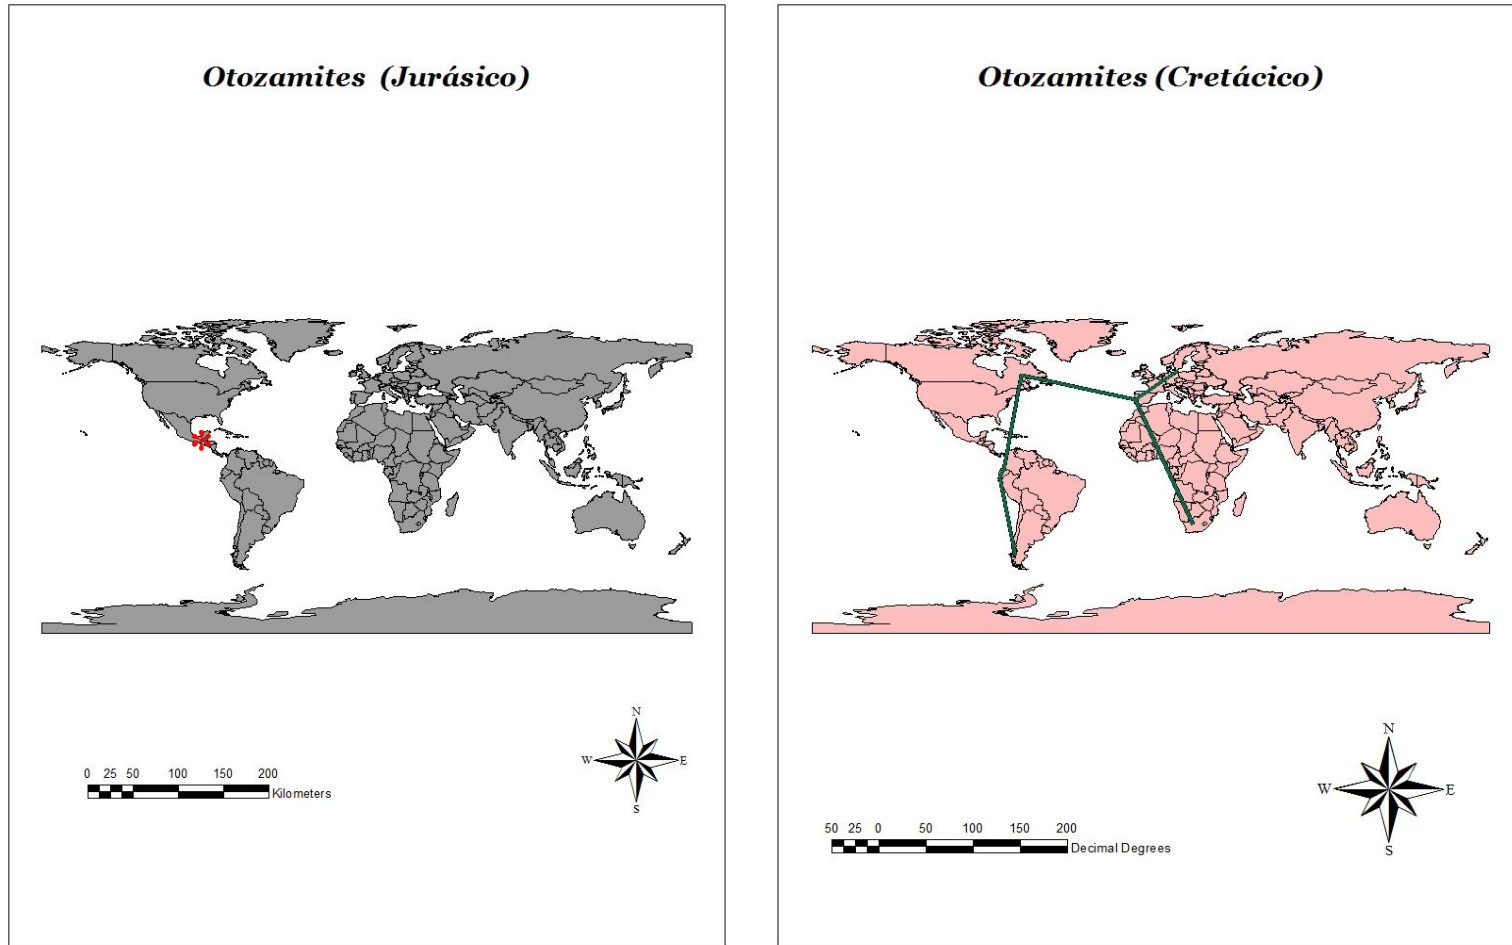 Otozamites (Jurásico)
N
W E
S
0 25 50 100 150 200
Kilometers
Otozamites (Cretácico)
N
W E
S
50 25 0 50 100 150 200
Decimal Degrees